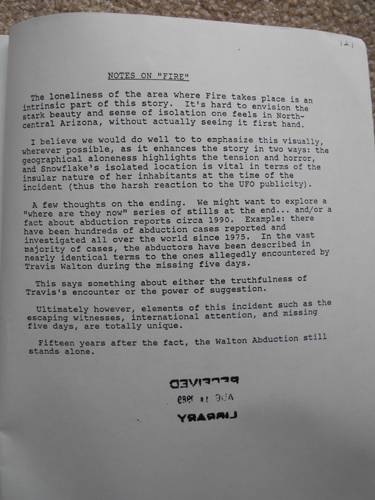 121
NOTES ON "FIRE"
The loneliness of the area where Fire takes place is an
intrinsic part of this story. It's hard to envision the
stark beauty and sense of isolation one feels in North-
central Arizona, without actually seeing it first hand.
I believe we would do well to to emphasize this visually,
wherever possible, as it enhances the story in two ways: the
geographical aloneness highlights the tension and horror,
and Snowflake's isolated location is vital in terms of the
insular nature of her inhabitants at the time of the
incident (thus the harsh reaction to the UFO publicity).
A few thoughts on the ending. We might want to explore a
"where are they now" series of stills at the end... and/or a
fact about abduction reports circa 1990. Example: there
have been hundreds of abduction cases reported and
investigated all over the world since 1975. In the vast
majority of cases, the abductors have been described in
nearly identical terms to the ones allegedly encountered by
Travis Walton during the missing five days.
This says something about either the truthfulness of
Travis's encounter or the power of suggestion.
Ultimately however, elements of this incident such as the
escaping witnesses, international attention, and missing
five days, are totally unique.
Fifteen years after the fact, the Walton Abduction still
stands alone.
RECEIVED
1989
LIBRARY